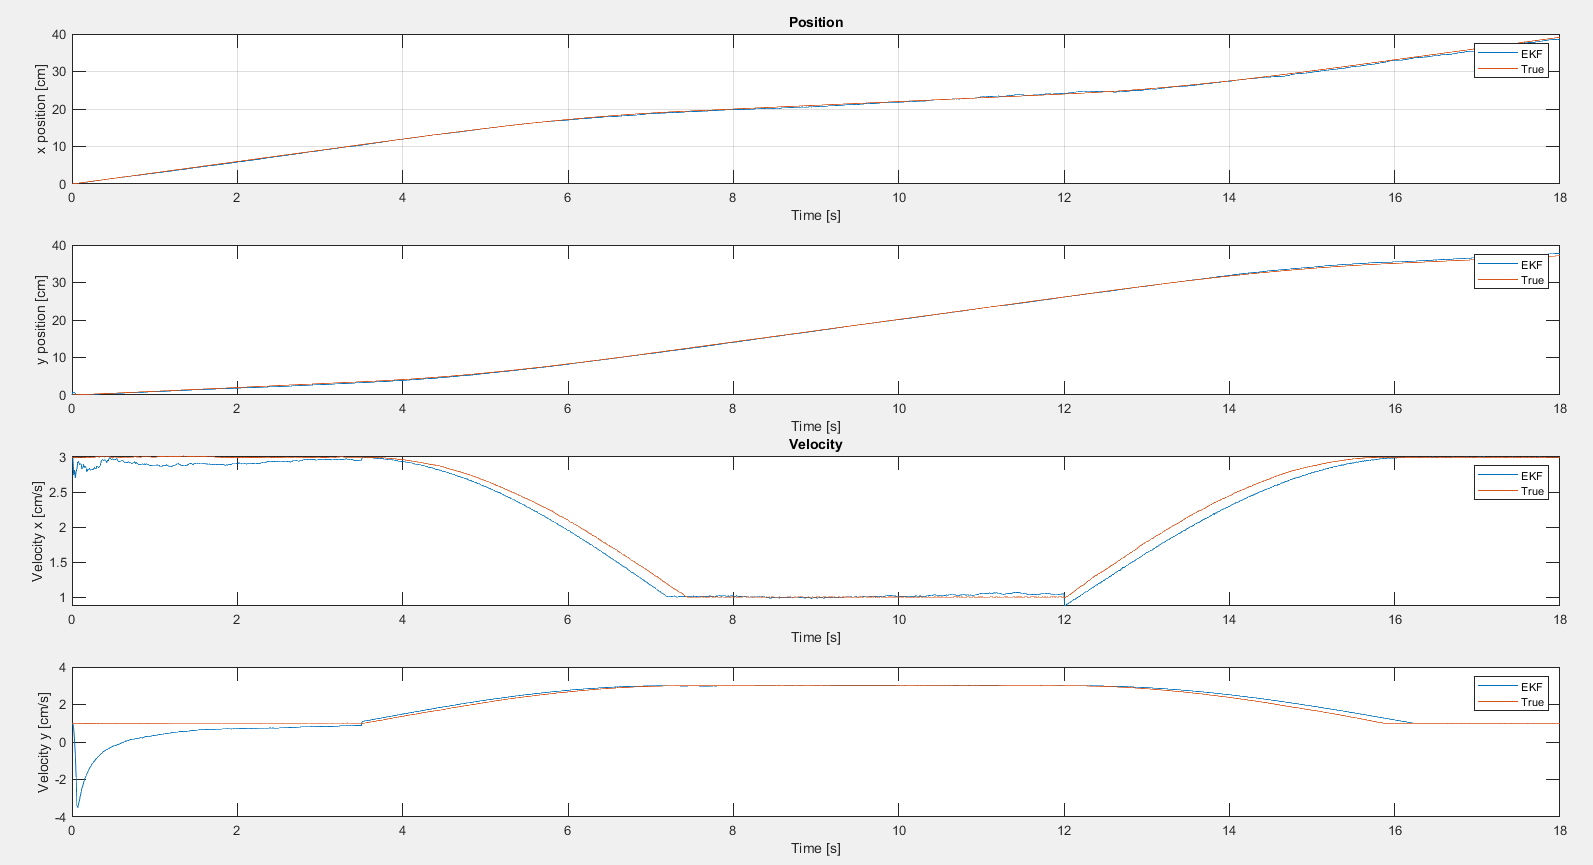 Position
x position [cm]
40
30
20
10
0
EKF
True
0 2 4 6 8 10 12 14 16 18
Time [s]
y position [cm]
40
30
20
10
0
EKF
True
0 2 4 6 8 10 12 14 16 18
Time [s]
Velocity
Velocity x [cm/s]
3
2.5
2
1.5
1
EKF
True
0 2 4 6 8 10 12 14 16 18
Time [s]
Velocity y [cm/s]
4
2
0
-2
-4
EKF
True
0 2 4 6 8 10 12 14 16 18
Time [s]